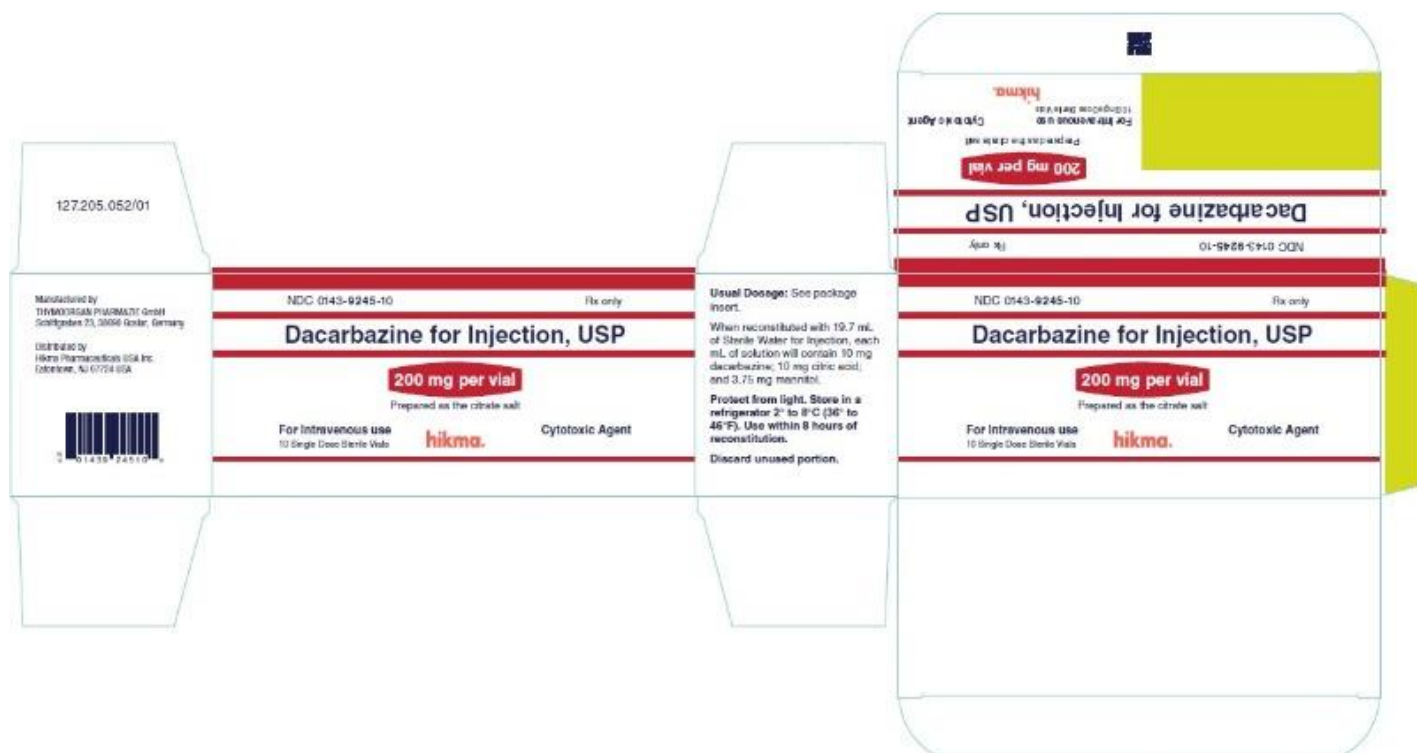 127.205.052/01
Manufactured by
THYMOORGAN PHARMAZIE GmbH
Schiffgraben 23, 38690 Goslar, Germany
Distributed by
Hikma Pharmaceuticals USA Inc.
Eatontown, NJ 07724 USA
NDC 0143-9245-10 Rx only
Dacarbazine for Injection, USP
200 mg per vial
Prepared as the citrate salt
For intravenous use
10 Single Dose Sterile Vials
hikma.
Cytotoxic Agent
Usual Dosage: See package
insert.
When reconstituted with 19.7 mL
of Sterile Water for Injection, each
mL of solution will contain 10 mg
dacarbazine; 10 mg citric acid;
and 3.75 mg mannitol.
Protect from light. Store in a
refrigerator 2° to 8°C (36° to
46°F). Use within 8 hours of
reconstitution.
Discard unused portion.
NDC 0143-9245-10 Rx only
Dacarbazine for Injection, USP
200 mg per vial
Prepared as the citrate salt
For intravenous use
10 Single Dose Sterile Vials
hikma.
Cytotoxic Agent
NDC 0143-9245-10 Rx only
Dacarbazine for Injection, USP
200 mg per vial
Prepared as the citrate salt
For intravenous use
10 Single Dose Sterile Vials
hikma.
Cytotoxic Agent